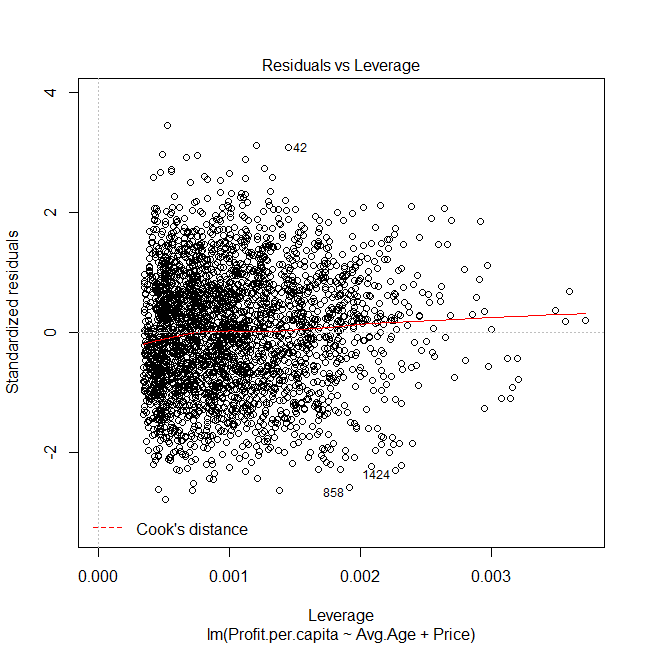 Residuals vs Leverage
Standardized residuals
4
2
0
-2
42
1424
858
Cook's distance
0.000 0.001 0.002 0.003
Leverage
lm(Profit.per.capita ~ Avg.Age + Price)